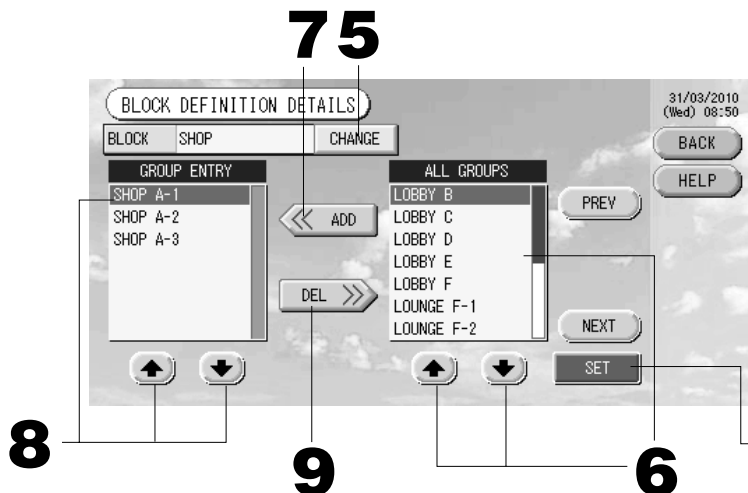 7 5
BLOCK DEFINITION DETAILS
31/03/2010
(Wed) 08:50
BLOCK SHOP CHANGE
BACK
HELP
GROUP ENTRY
SHOP A-1
SHOP A-2
SHOP A-3
ADD
DEL
ALL GROUPS
LOBBY B
LOBBY C
LOBBY D
LOBBY E
LOBBY F
LOUNGE F-1
LOUNGE F-2
PREV
NEXT
SET
8
9
6